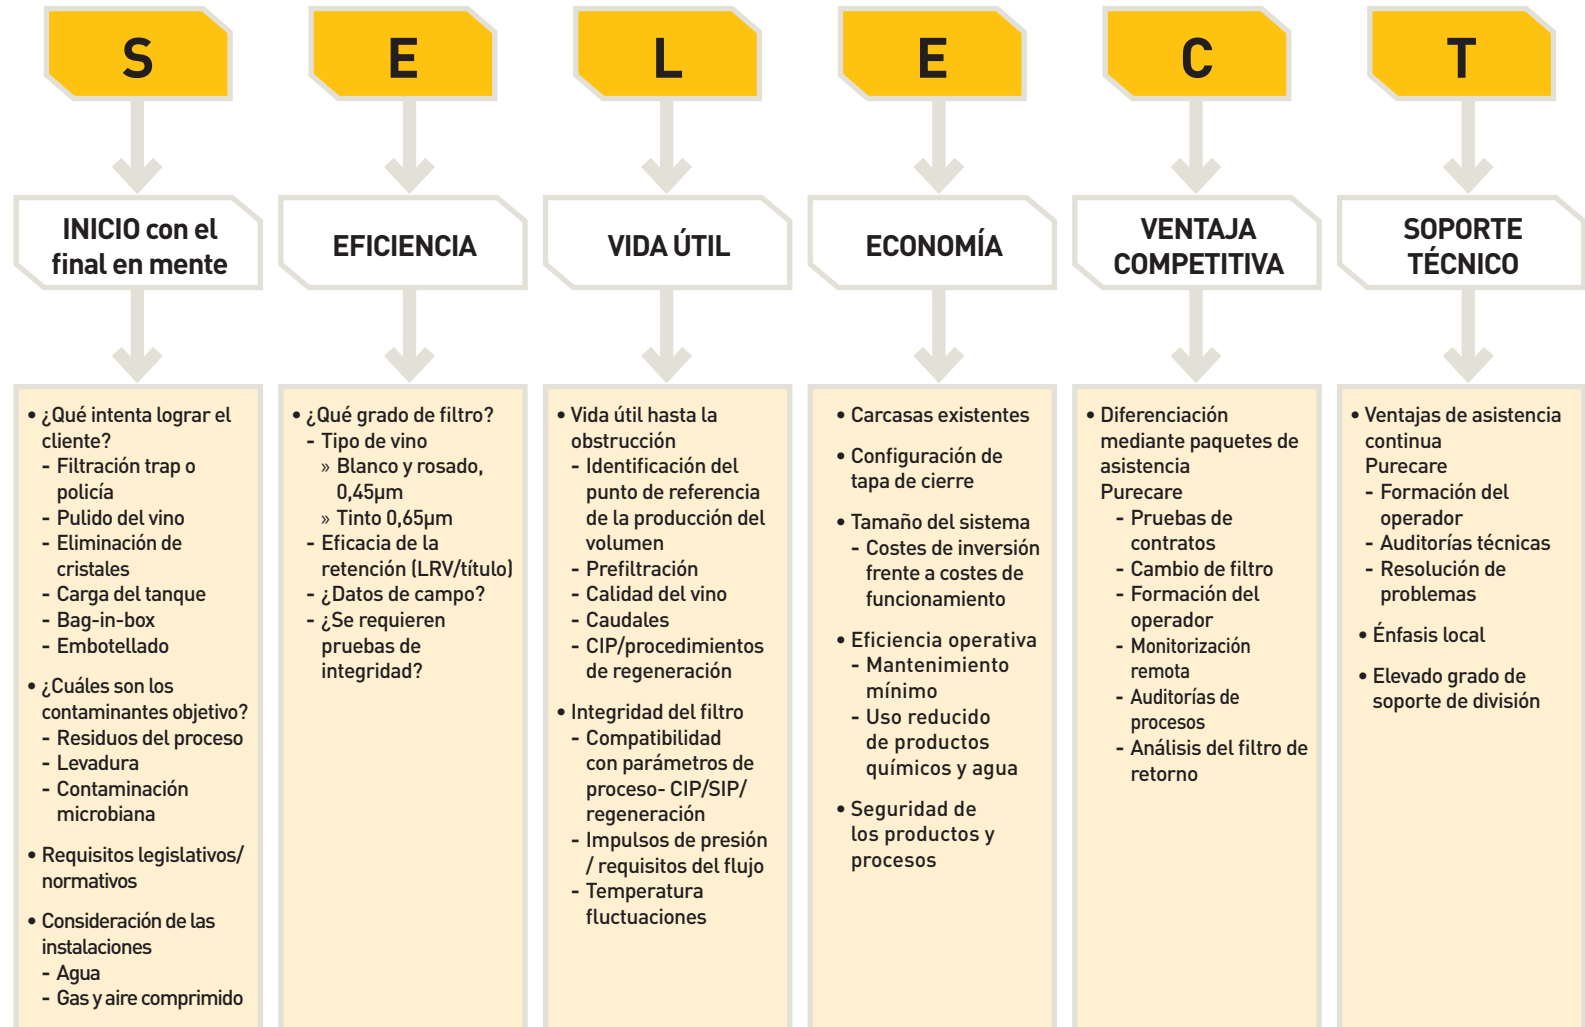 S
E
L
E
C
T
INICIO con el
final en mente
EFICIENCIA
VIDA ÚTIL
ECONOMÍA
VENTAJA
COMPETITIVA
SOPORTE
TÉCNICO
• ¿Qué intenta lograr el
cliente?
- Filtración trap o
policía
- Pulido del vino
- Eliminación de
cristales
- Carga del tanque
- Bag-in-box
- Embotellado
• ¿Cuáles son los
contaminantes objetivo?
- Residuos del proceso
- Levadura
- Contaminación
microbiana
• Requisitos legislativos/
normativos
• Consideración de las
instalaciones
- Agua
- Gas y aire comprimido
• ¿Qué grado de filtro?
- Tipo de vino
» Blanco y rosado,
0,45µm
» Tinto 0,65µm
- Eficacia de la
retención (LRV/título)
- ¿Datos de campo?
- ¿Se requieren
pruebas de
integridad?
• Vida útil hasta la
obstrucción
- Identificación del
punto de referencia
de la producción del
volumen
- Prefiltración
- Calidad del vino
- Caudales
- CIP/procedimientos
de regeneración
• Integridad del filtro
- Compatibilidad
con parámetros de
proceso- CIP/SIP/
regeneración
- Impulsos de presión
/ requisitos del flujo
- Temperatura
fluctuaciones
• Carcasas existentes
• Configuración de
tapa de cierre
• Tamaño del sistema
- Costes de inversión
frente a costes de
funcionamiento
• Eficiencia operativa
- Mantenimiento
mínimo
- Uso reducido
de productos
químicos y agua
• Seguridad de
los productos y
procesos
• Diferenciación
mediante paquetes de
asistencia
Purecare
- Pruebas de
contratos
- Cambio de filtro
- Formación del
operador
- Monitorización
remota
- Auditorías de
procesos
- Análisis del filtro de
retorno
• Ventajas de asistencia
continua
Purecare
- Formación del
operador
- Auditorías técnicas
- Resolución de
problemas
• Énfasis local
• Elevado grado de
soporte de división